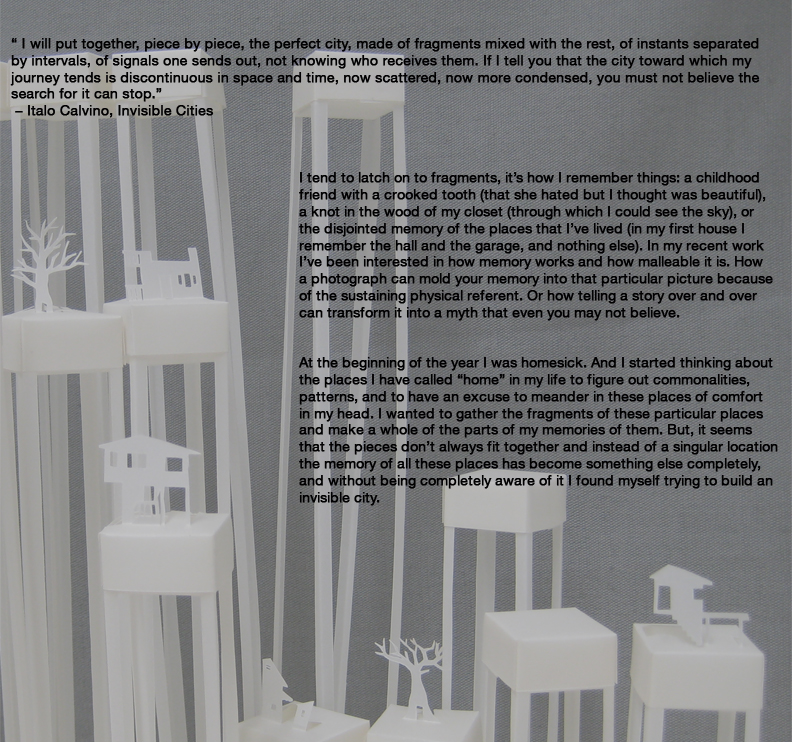 “ I will put together, piece by piece, the perfect city, made of fragments mixed with the rest, of instants separated
by intervals, of signals one sends out, not knowing who receives them. If I tell you that the city toward which my
journey tends is discontinuous in space and time, now scattered, now more condensed, you must not believe the
search for it can stop.”
– Italo Calvino, Invisible Cities
I tend to latch on to fragments, it’s how I remember things: a childhood
friend with a crooked tooth (that she hated but I thought was beautiful),
a knot in the wood of my closet (through which I could see the sky), or
the disjointed memory of the places that I’ve lived (in my first house I
remember the hall and the garage, and nothing else). In my recent work
I’ve been interested in how memory works and how malleable it is. How
a photograph can mold your memory into that particular picture because
of the sustaining physical referent. Or how telling a story over and over
can transform it into a myth that even you may not believe.
At the beginning of the year I was homesick. And I started thinking about
the places I have called “home” in my life to figure out commonalities,
patterns, and to have an excuse to meander in these places of comfort
in my head. I wanted to gather the fragments of these particular places
and make a whole of the parts of my memories of them. But, it seems
that the pieces don’t always fit together and instead of a singular location
the memory of all these places has become something else completely,
and without being completely aware of it I found myself trying to build an
invisible city.